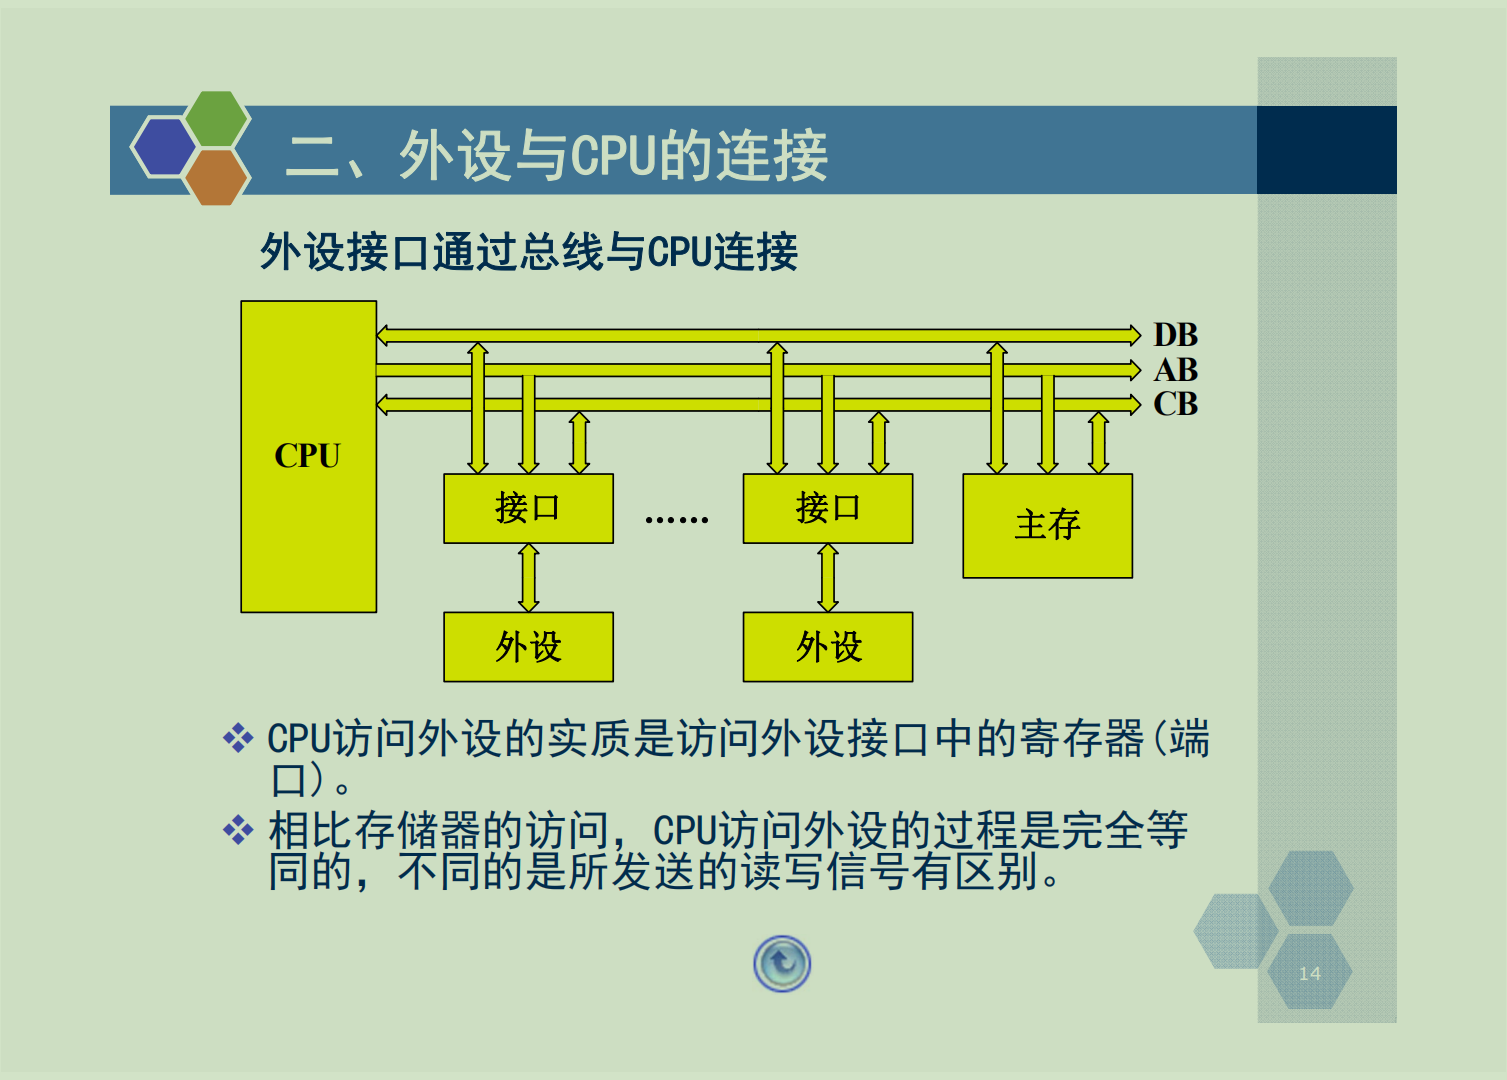 二、外设与CPU的连接
外设接口通过总线与CPU连接
DB
AB
CB
CPU
接口
......
接口
主存
外设
外设
CPU访问外设的实质是访问外设接口中的寄存器(端
口)。
相比存储器的访问，CPU访问外设的过程是完全等
同的，不同的是所发送的读写信号有区别。
14